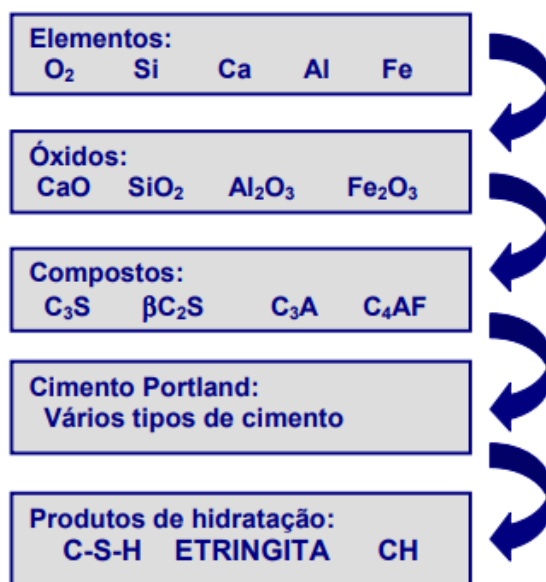 Elementos:
O₂ Si Ca Al Fe
Óxidos:
CaO SiO₂ Al₂O₃ Fe₂O₃
Compostos:
C₃S βC₂S C₃A C₄AF
Cimento Portland:
Vários tipos de cimento
Produtos de hidratação:
C-S-H ETRINGITA CH